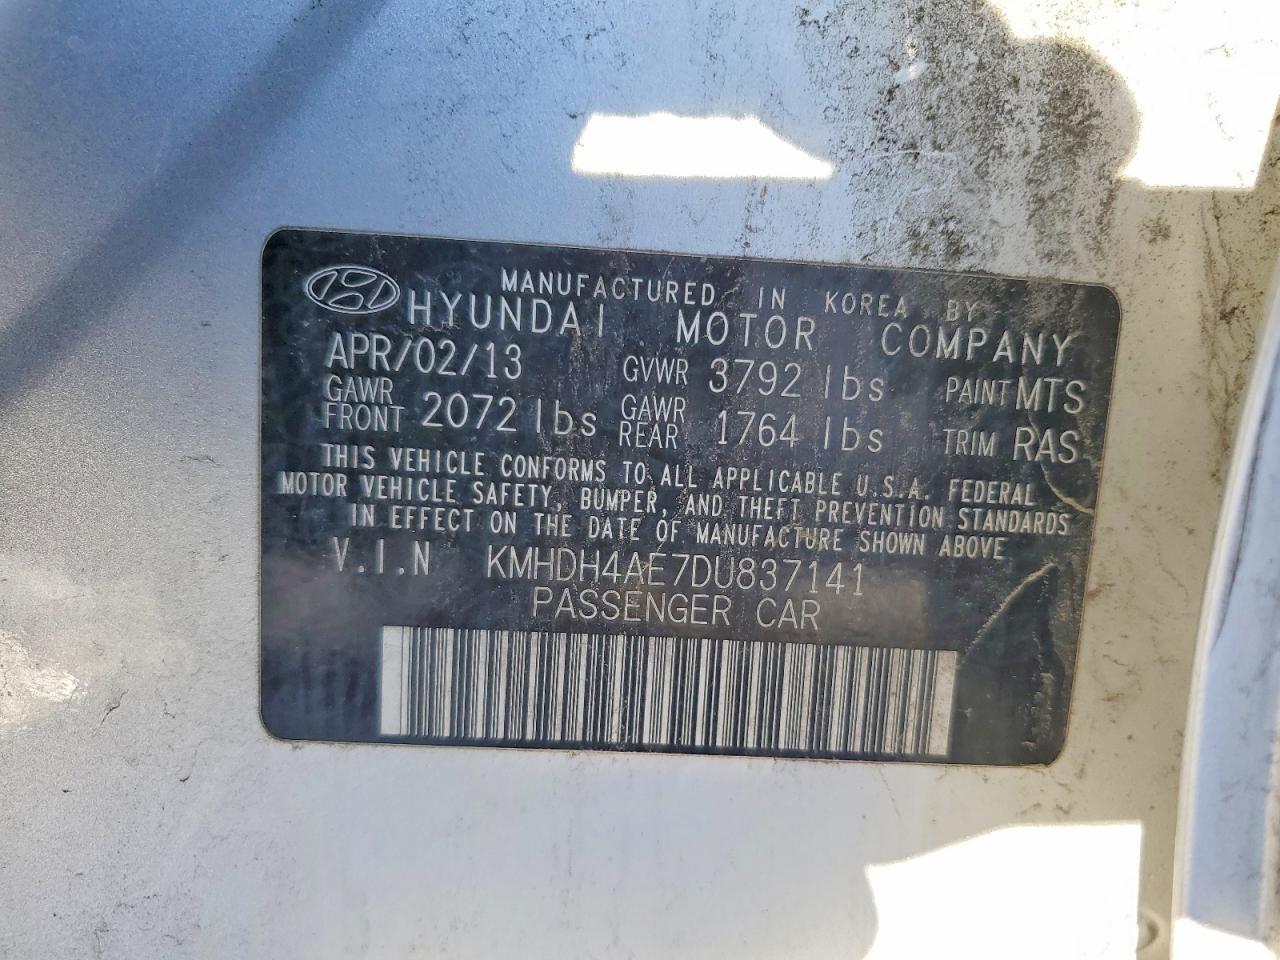 MANUFACTURED IN KOREA BY
HYUNDAI MOTOR COMPANY
APR/02/13 GVWR 3792 lbs PAINT MTS
GAWR FRONT 2072 lbs GAWR REAR 1764 lbs TRIM RAS
THIS VEHICLE CONFORMS TO ALL APPLICABLE U.S.A. FEDERAL
MOTOR VEHICLE SAFETY, BUMPER, AND THEFT PREVENTION STANDARDS
IN EFFECT ON THE DATE OF MANUFACTURE SHOWN ABOVE
V.I.N KMHDH4AE7DU837141
PASSENGER CAR